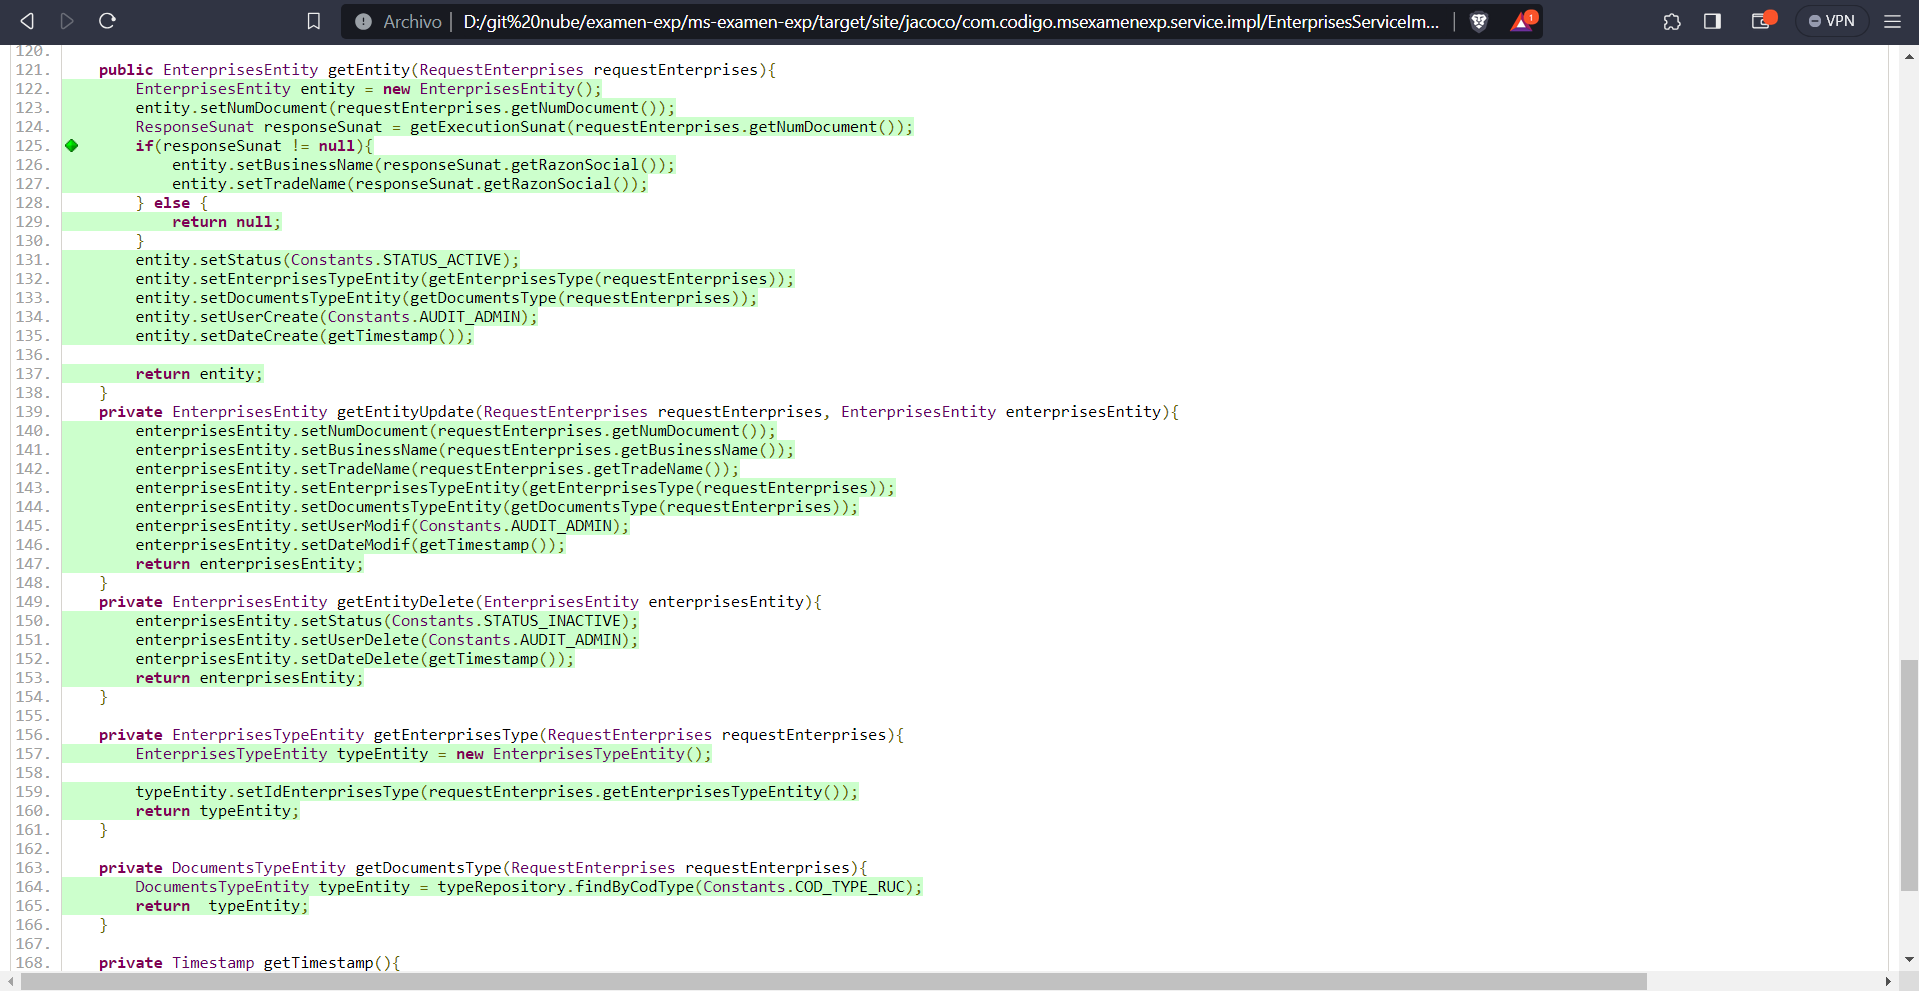 Archivo D:/git%20nube/examen-exp/ms-examen-exp/target/site/jacoco/com.codigo.msexamenexp.service.impl/EnterprisesServiceIm... 1 VPN
120.
121. public EnterprisesEntity getEntity(RequestEnterprises requestEnterprises){
122. EnterprisesEntity entity = new EnterprisesEntity();
123. entity.setNumDocument(requestEnterprises.getNumDocument());
124. ResponseSunat responseSunat = getExecutionSunat(requestEnterprises.getNumDocument());
125. if(responseSunat != null){
126. entity.setBusinessName(responseSunat.getRazonSocial());
127. entity.setTradeName(responseSunat.getRazonSocial());
128. } else {
129. return null;
130. }
131. entity.setStatus(Constants.STATUS_ACTIVE);
132. entity.setEnterprisesTypeEntity(getEnterprisesType(requestEnterprises));
133. entity.setDocumentsTypeEntity(getDocumentsType(requestEnterprises));
134. entity.setUserCreate(Constants.AUDIT_ADMIN);
135. entity.setDateCreate(getTimestamp());
136.
137. return entity;
138. }
139. private EnterprisesEntity getEntityUpdate(RequestEnterprises requestEnterprises, EnterprisesEntity enterprisesEntity){
140. enterprisesEntity.setNumDocument(requestEnterprises.getNumDocument());
141. enterprisesEntity.setBusinessName(requestEnterprises.getBusinessName());
142. enterprisesEntity.setTradeName(requestEnterprises.getTradeName());
143. enterprisesEntity.setEnterprisesTypeEntity(getEnterprisesType(requestEnterprises));
144. enterprisesEntity.setDocumentsTypeEntity(getDocumentsType(requestEnterprises));
145. enterprisesEntity.setUserModif(Constants.AUDIT_ADMIN);
146. enterprisesEntity.setDateModif(getTimestamp());
147. return enterprisesEntity;
148. }
149. private EnterprisesEntity getEntityDelete(EnterprisesEntity enterprisesEntity){
150. enterprisesEntity.setStatus(Constants.STATUS_INACTIVE);
151. enterprisesEntity.setUserDelete(Constants.AUDIT_ADMIN);
152. enterprisesEntity.setDateDelete(getTimestamp());
153. return enterprisesEntity;
154. }
155.
156. private EnterprisesTypeEntity getEnterprisesType(RequestEnterprises requestEnterprises){
157. EnterprisesTypeEntity typeEntity = new EnterprisesTypeEntity();
158.
159. typeEntity.setIdEnterprisesType(requestEnterprises.getEnterprisesTypeEntity());
160. return typeEntity;
161. }
162.
163. private DocumentsTypeEntity getDocumentsType(RequestEnterprises requestEnterprises){
164. DocumentsTypeEntity typeEntity = typeRepository.findByCodType(Constants.COD_TYPE_RUC);
165. return  typeEntity;
166. }
167.
168. private Timestamp getTimestamp(){